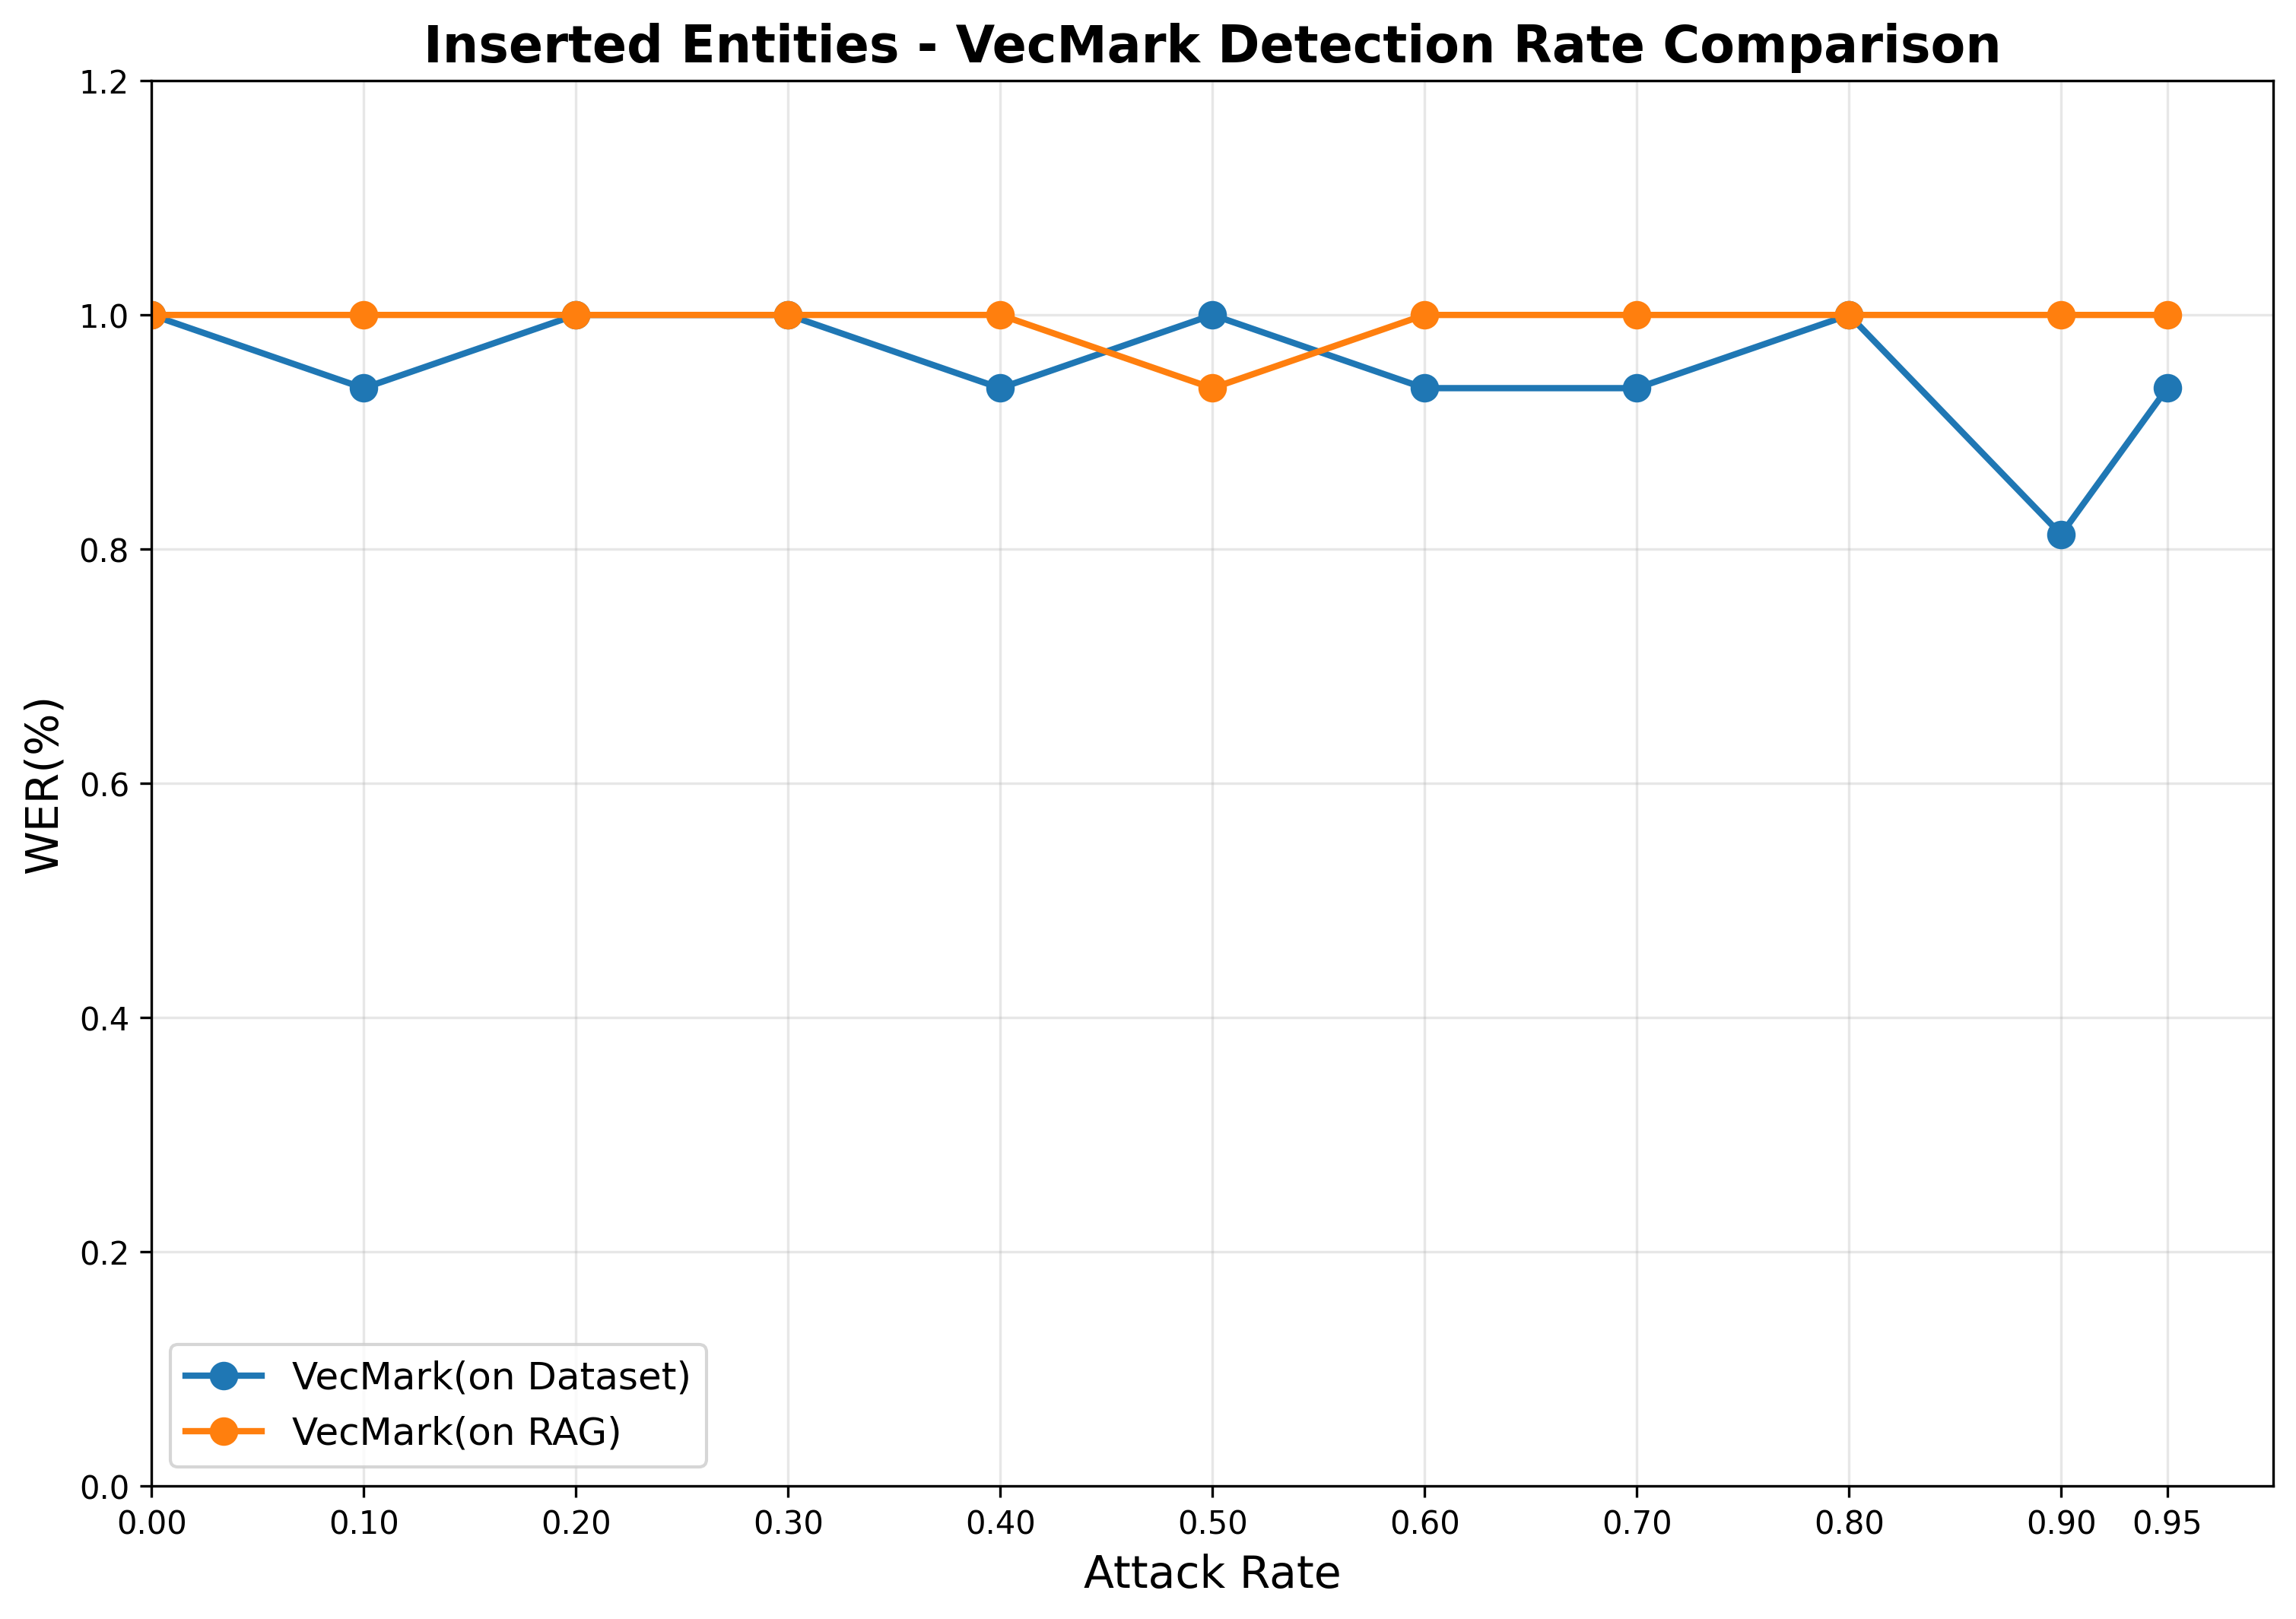 Inserted Entities - VecMark Detection Rate Comparison
1.2
1.0
0.8
0.6
0.4
0.2
0.0
WER(%)
VecMark(on Dataset)
VecMark(on RAG)
0.00 0.10 0.20 0.30 0.40 0.50 0.60 0.70 0.80 0.90 0.95
Attack Rate